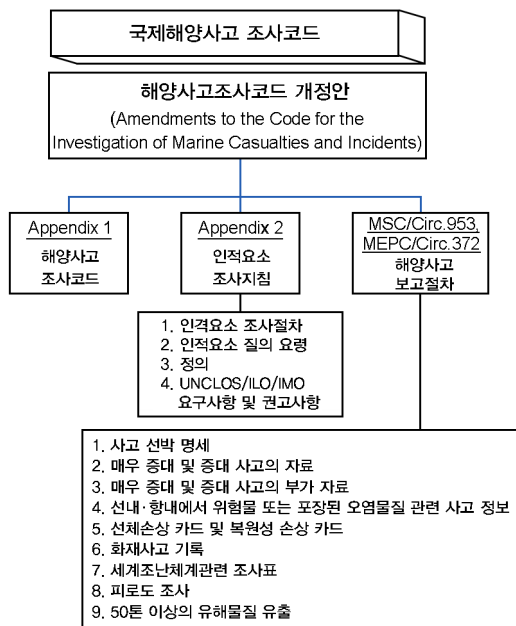 국제해양사고 조사코드
해양사고조사코드 개정안
(Amendments to the Code for the
Investigation of Marine Casualties and Incidents)
Appendix 1
해양사고
조사코드
Appendix 2
인적요소
조사지침
MSC/Circ.953,
MEPC/Circ.372
해양사고
보고절차
1. 인격요소 조사절차
2. 인적요소 질의 요령
3. 정의
4. UNCLOS/ILO/IMO
요구사항 및 권고사항
1. 사고 선박 명세
2. 매우 증대 및 증대 사고의 자료
3. 매우 증대 및 증대 사고의 부가 자료
4. 선내·항내에서 위험물 또는 포장된 오염물질 관련 사고 정보
5. 선체손상 카드 및 복원성 손상 카드
6. 화재사고 기록
7. 세계조난체계관련 조사표
8. 피로도 조사
9. 50톤 이상의 유해물질 유출